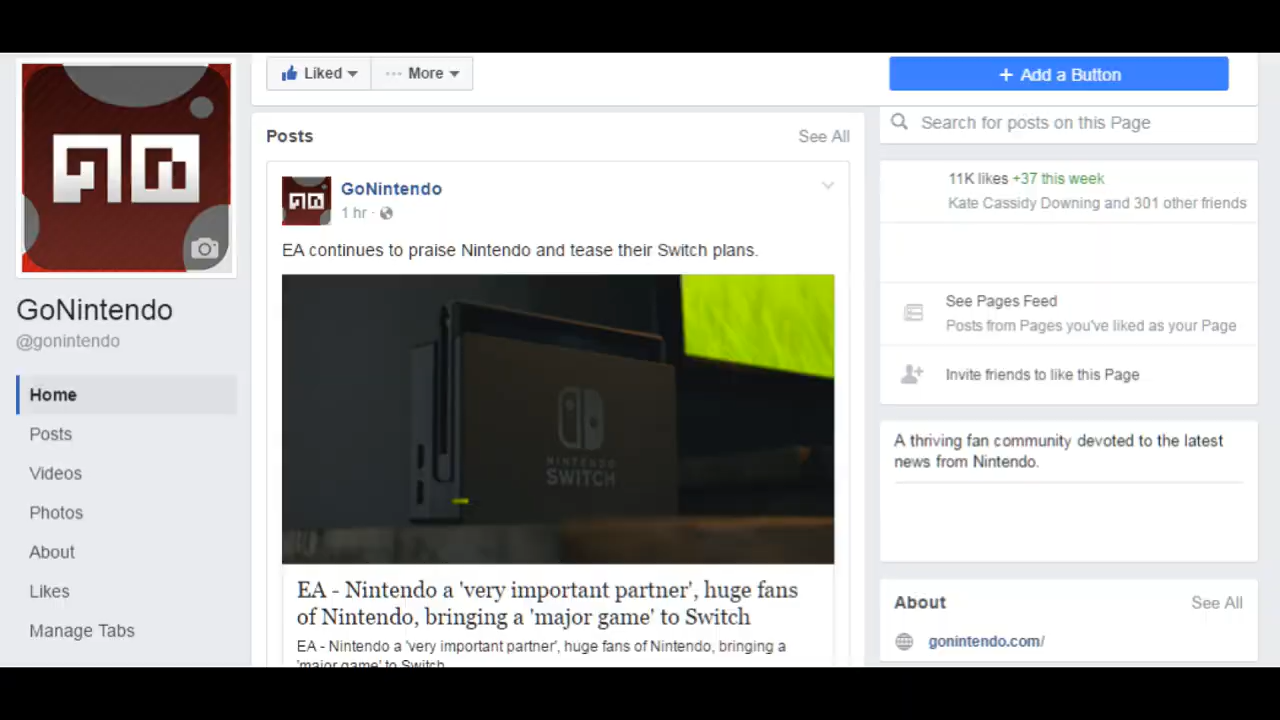 Liked
More
+ Add a Button
Posts
See All
Search for posts on this Page
GoNintendo
1 hr ·
11K likes +37 this week
Kate Cassidy Downing and 301 other friends
EA continues to praise Nintendo and tease their Switch plans.
NINTENDO
SWITCH
See Pages Feed
Posts from Pages you've liked as your Page
Invite friends to like this Page
GoNintendo
@gonintendo
Home
Posts
Videos
Photos
About
Likes
Manage Tabs
A thriving fan community devoted to the latest
news from Nintendo.
EA - Nintendo a 'very important partner', huge fans
of Nintendo, bringing a 'major game' to Switch
EA - Nintendo a 'very important partner', huge fans of Nintendo, bringing a
'major game' to Switch
About
See All
gonintendo.com/